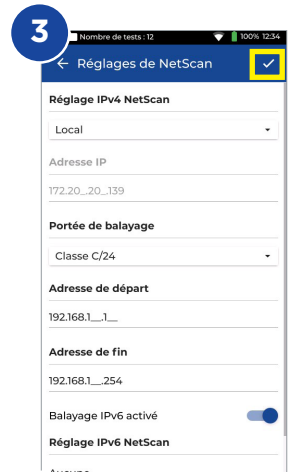 3
Nombre de tests : 12
100% 12:34
Réglages de NetScan
Réglage IPv4 NetScan
Local
Adresse IP
172.20_.20_.139
Portée de balayage
Classe C/24
Adresse de départ
192.168.1__.1__
Adresse de fin
192.168.1__.254
Balayage IPv6 activé
Réglage IPv6 NetScan